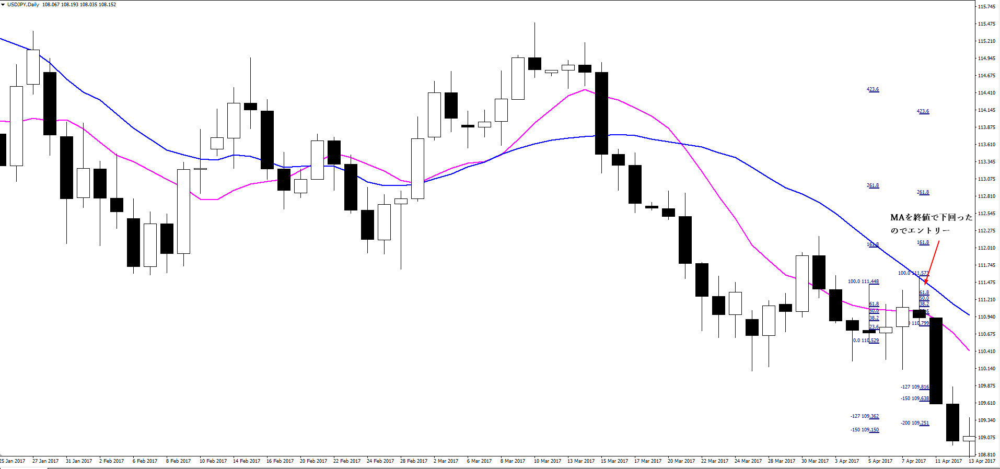 USDJPY,Daily 108.067 108.193 108.035 108.152
115.745
115.475
115.210
114.945
114.675
114.410
114.145
113.875
113.610
113.345
113.075
112.810
112.545
112.275
112.010
111.745
111.475
111.210
110.940
110.675
110.410
110.140
109.875
109.610
109.340
109.075
108.810
423.6
261.8
161.8
100.0 111.448
61.8
50.0
38.2
23.6
0.0 110.529
-127 109.362
-150 109.150
423.6
261.8
MAを終値で下回った
のでエントリー
161.8
100.0 111.573
61.8
50.0
38.2
110.799
-127 109.816
-150 109.638
-200 109.251
25 Jan 2017
27 Jan 2017
31 Jan 2017
2 Feb 2017
6 Feb 2017
8 Feb 2017
10 Feb 2017
14 Feb 2017
16 Feb 2017
20 Feb 2017
22 Feb 2017
24 Feb 2017
28 Feb 2017
2 Mar 2017
6 Mar 2017
8 Mar 2017
10 Mar 2017
13 Mar 2017
15 Mar 2017
17 Mar 2017
20 Mar 2017
22 Mar 2017
24 Mar 2017
28 Mar 2017
30 Mar 2017
3 Apr 2017
5 Apr 2017
7 Apr 2017
11 Apr 2017
13 Apr 2017